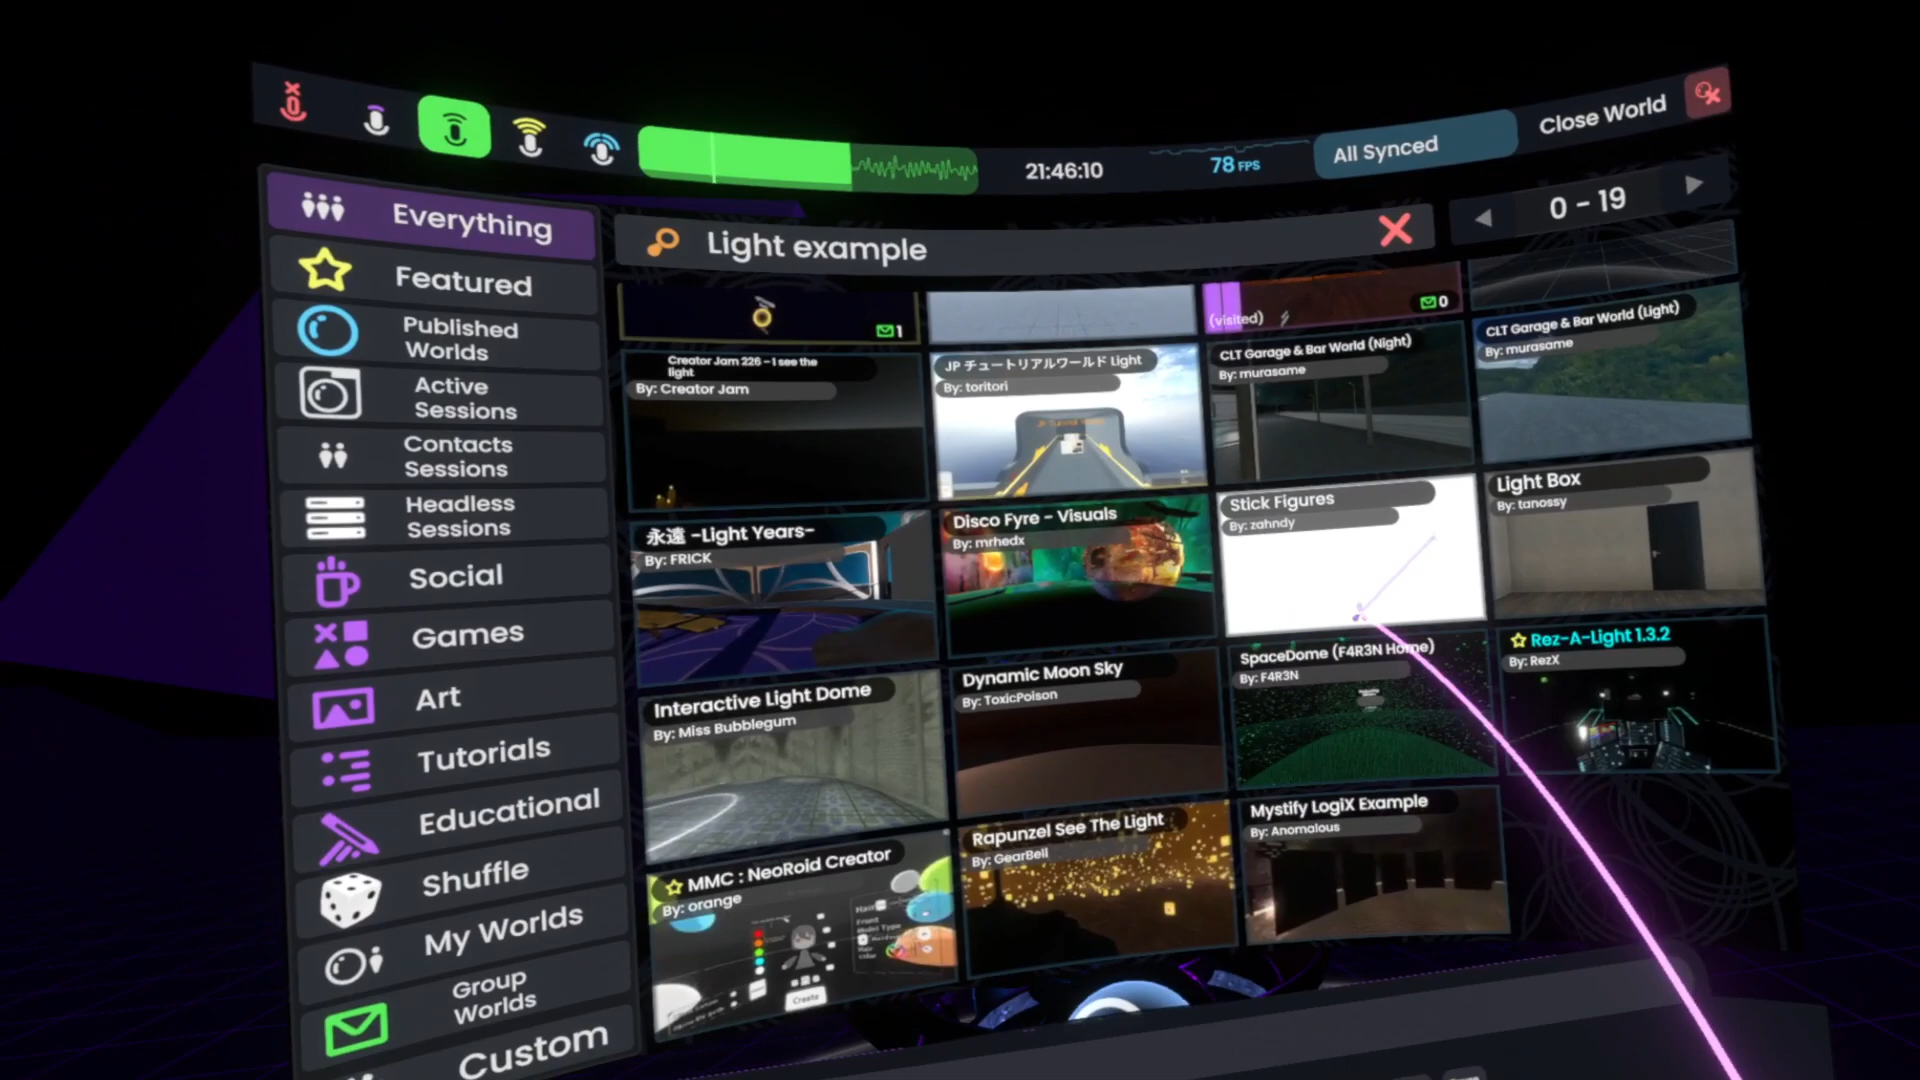 21:46:10
78 FPS
All Synced
Close World
Everything
Featured
Published
Worlds
Active
Sessions
Contacts
Sessions
Headless
Sessions
Social
Games
Art
Tutorials
Educational
Shuffle
My Worlds
Group
Worlds
Custom
Light example
0 - 19
1
(visited)
0
Creator Jam 226 - I see the
light
By: Creator Jam
JP チュートリアルワールド Light
By: toritori
CLT Garage & Bar World (Night)
By: murasame
CLT Garage & Bar World (Light)
By: murasame
永遠 -Light Years-
By: FRICK
Disco Fyre - Visuals
By: mrhedx
Stick Figures
By: zahndy
Light Box
By: tanossy
Interactive Light Dome
By: Miss Bubblegum
Dynamic Moon Sky
By: ToxicPoison
SpaceDome (F4R3N Home)
By: F4R3N
Rez-A-Light 1.3.2
By: RezX
MMC : NeoRoid Creator
By: orange
Create
Rapunzel See The Light
By: GearBell
Mystify LogiX Example
By: Anomalous